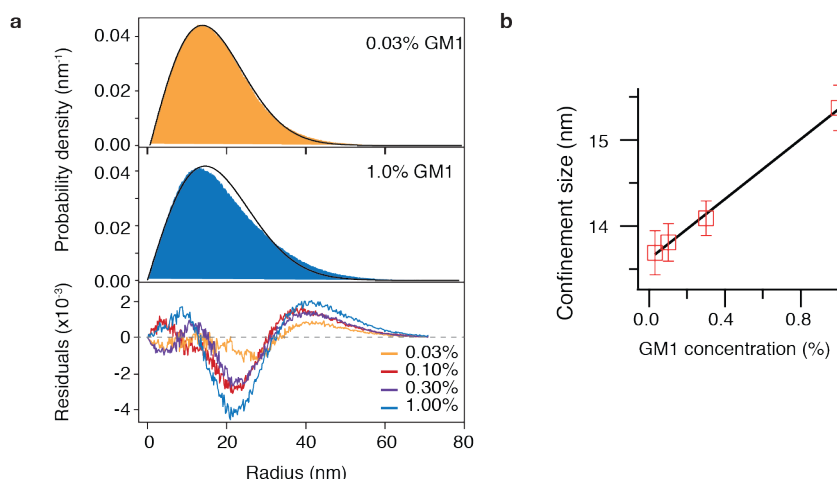 a
Probability density (nm⁻¹)
0.04
0.02
0.00
0.03% GM1
0.04
0.02
0.00
1.0% GM1
Residuals (x10⁻³)
2
0
-2
-4
0.03%
0.10%
0.30%
1.00%
0
20
40
60
80
Radius (nm)
b
Confinement size (nm)
15
14
0.0
0.4
0.8
GM1 concentration (%)